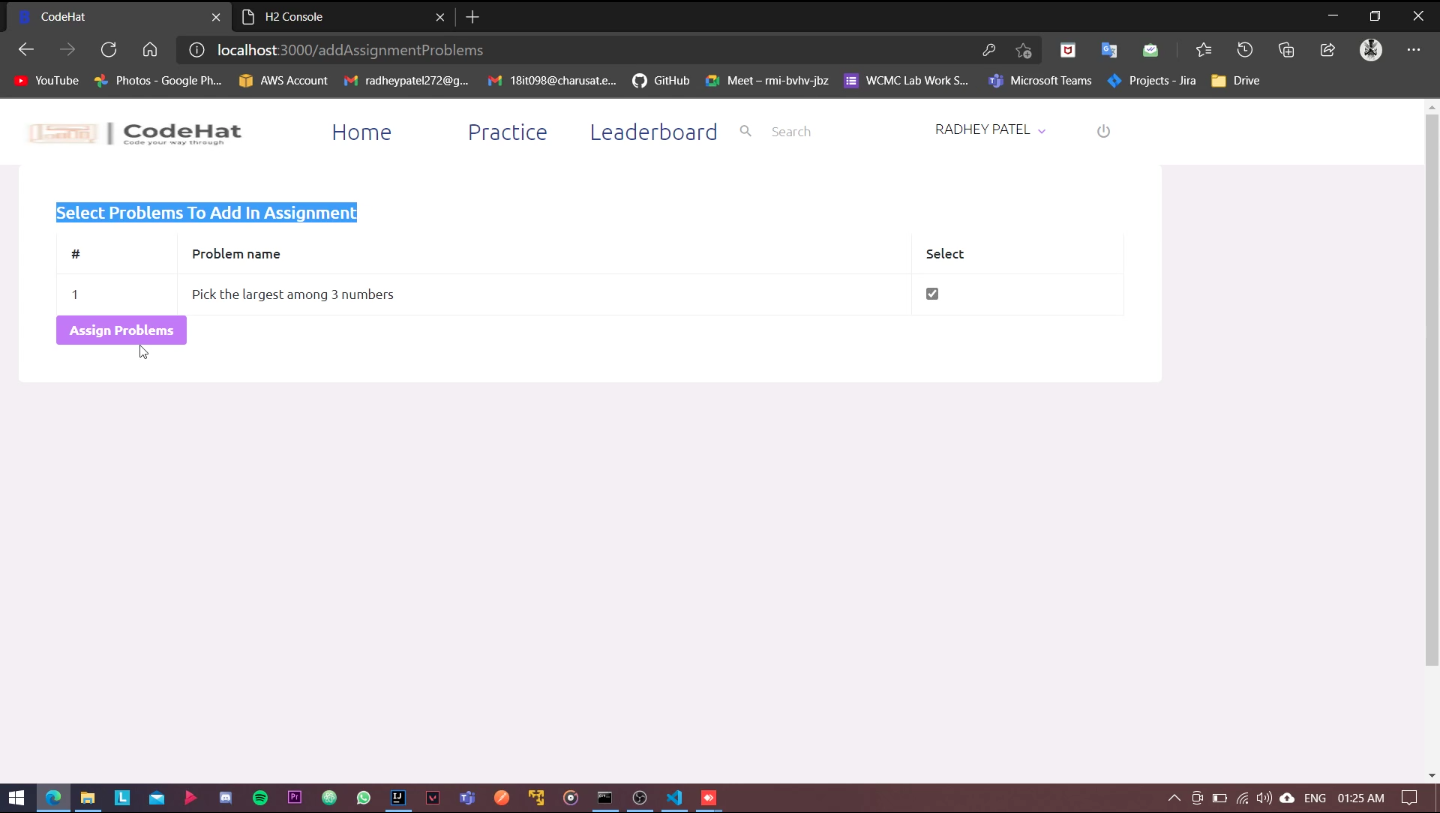 CodeHat
H2 Console
localhost:3000/addAssignmentProblems
YouTube
Photos - Google Ph...
AWS Account
radheypatel272@g...
18it098@charusat.e...
GitHub
Meet – rmi-bvhv-jbz
WCMC Lab Work S...
Microsoft Teams
Projects - Jira
Drive
CodeHat
Code your way through
Home
Practice
Leaderboard
Search
RADHEY PATEL
Select Problems To Add In Assignment
# Problem name Select
1 Pick the largest among 3 numbers
Assign Problems
ENG 01:25 AM